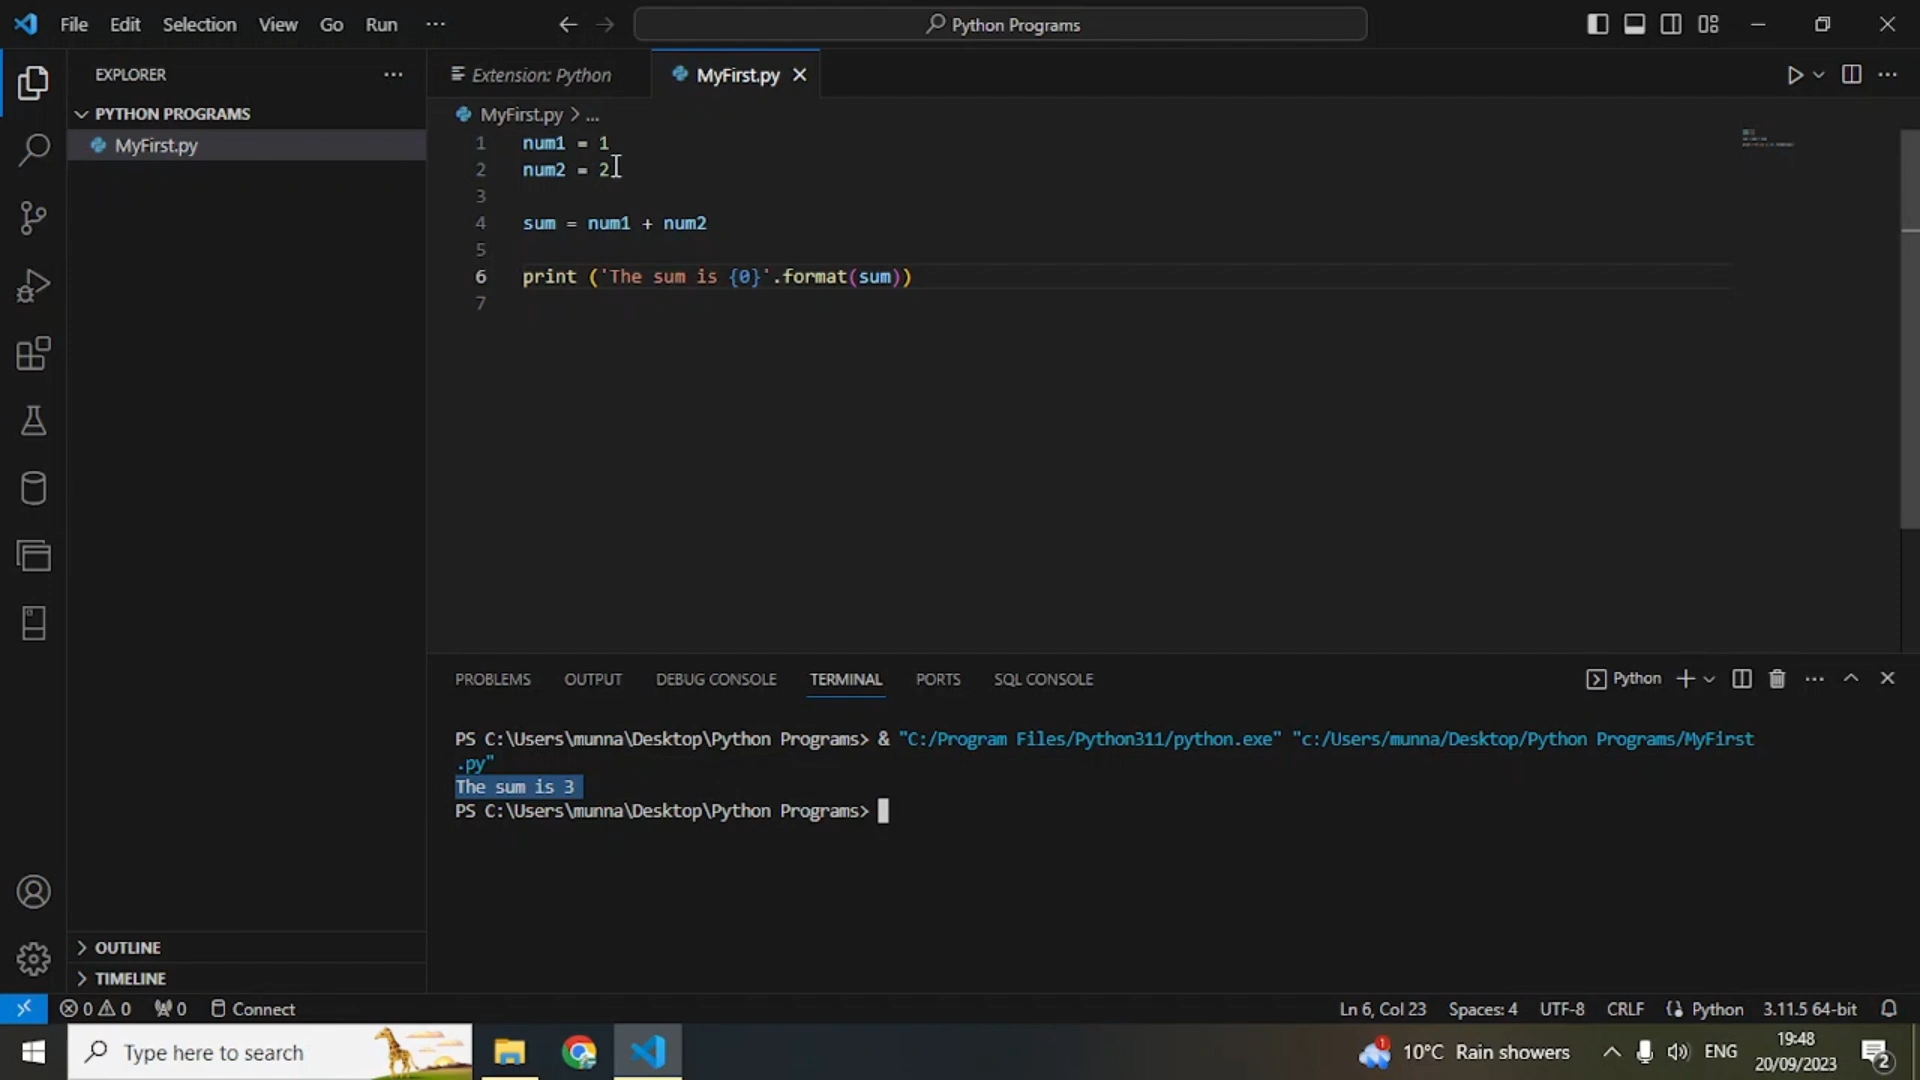 File Edit Selection View Go Run ··· Python Programs
EXPLORER ···
Extension: Python MyFirst.py
PYTHON PROGRAMS
MyFirst.py
MyFirst.py > ...
1 num1 = 1
2 num2 = 2
3
4 sum = num1 + num2
5
6 print ('The sum is {0}'.format(sum))
7
PROBLEMS OUTPUT DEBUG CONSOLE TERMINAL PORTS SQL CONSOLE Python
PS C:\Users\munna\Desktop\Python Programs> & "C:/Program Files/Python311/python.exe" "c:/Users/munna/Desktop/Python Programs/MyFirst
.py"
The sum is 3
PS C:\Users\munna\Desktop\Python Programs>
OUTLINE
TIMELINE
0 0 0 Connect Ln 6, Col 23 Spaces: 4 UTF-8 CRLF Python 3.11.5 64-bit
Type here to search 1 10°C Rain showers ENG 19:48
20/09/2023 2